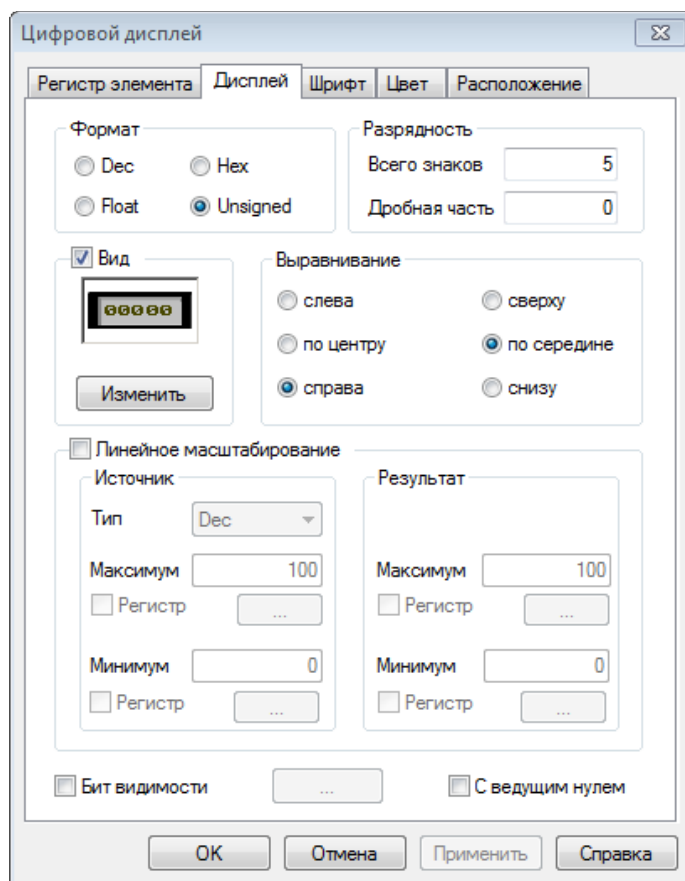 Цифровой дисплей
Регистр элемента Дисплей Шрифт Цвет Расположение
Формат Разрядность
Dec Hex Всего знаков 5
Float Unsigned Дробная часть 0
Вид Выравнивание
00000 слева сверху
по центру по середине
Изменить справа снизу
Линейное масштабирование
Источник Результат
Тип Dec
Максимум 100 Максимум 100
Регистр ... Регистр ...
Минимум 0 Минимум 0
Регистр ... Регистр ...
Бит видимости ... С ведущим нулем
OK Отмена Применить Справка